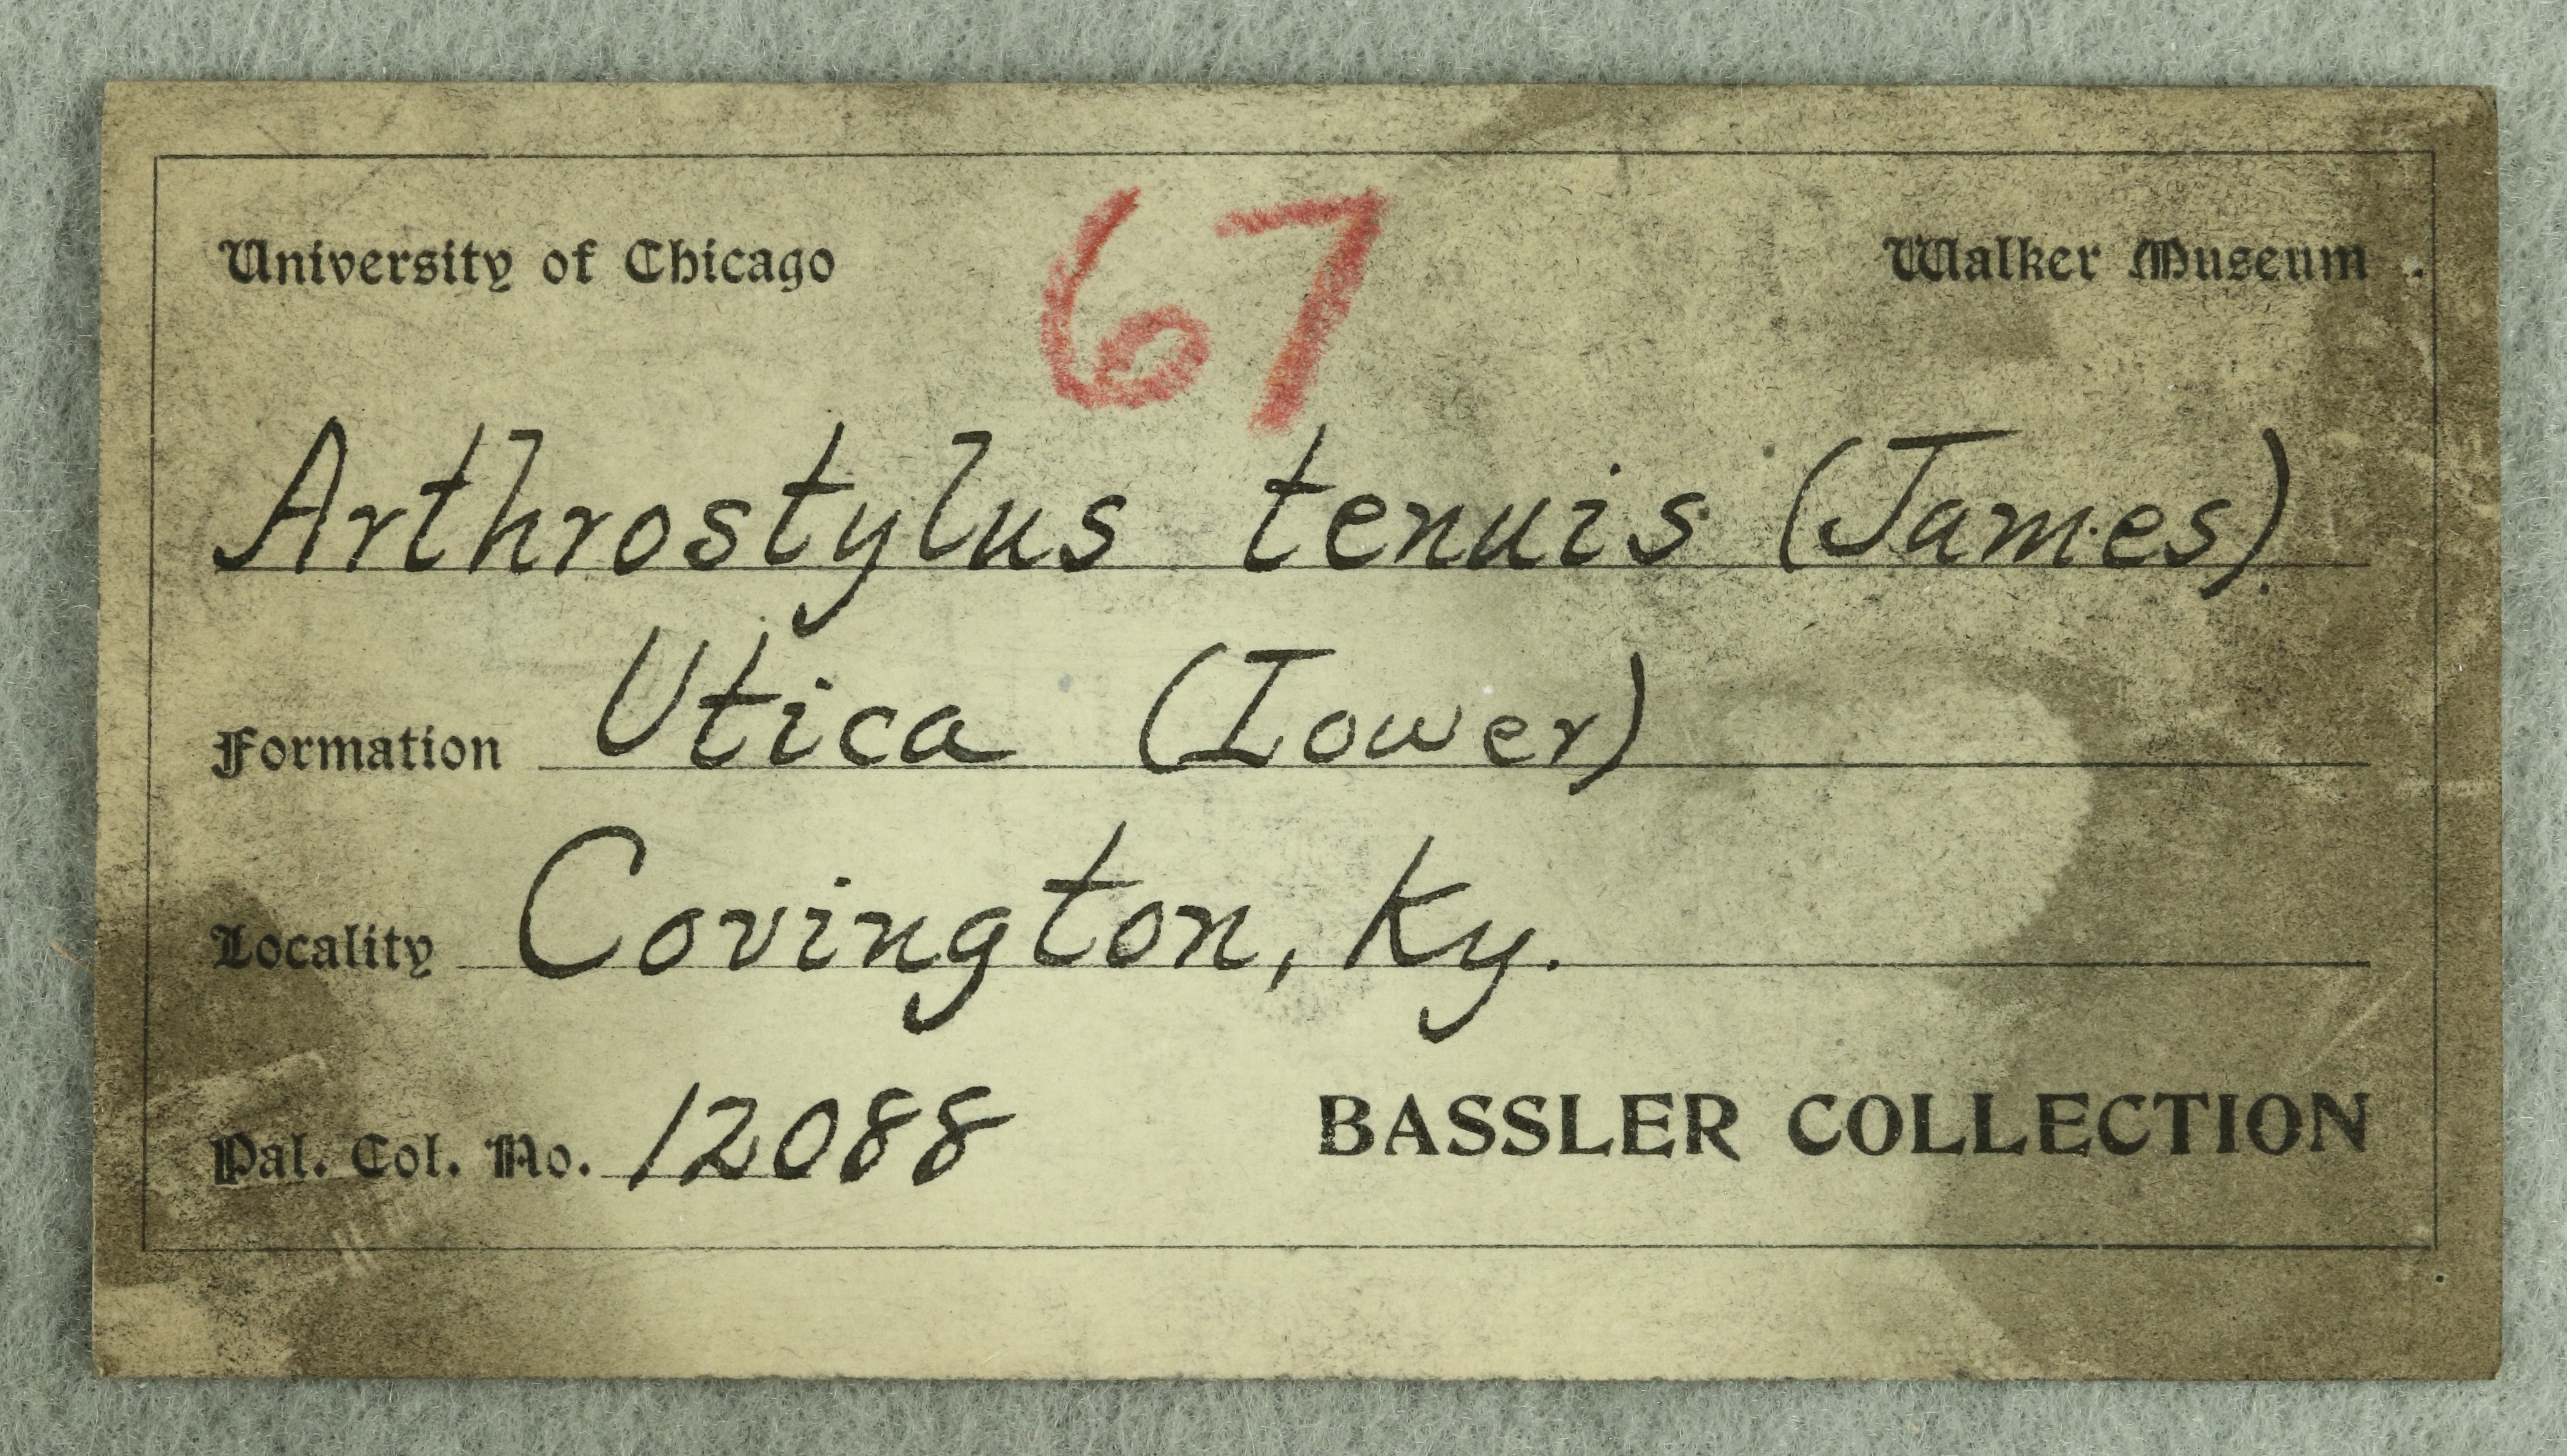 University of Chicago 67 Walker Museum
Arthrostylus tenuis (James)
Formation Utica (Lower)
Locality Covington, Ky.
Pal. Col. No. 12088 BASSLER COLLECTION